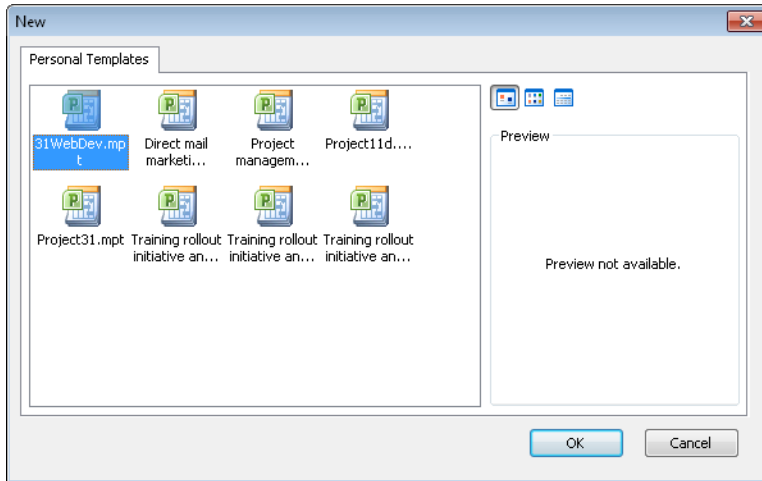 New
Personal Templates
31WebDev.mp
t
Direct mail
marketi...
Project
managem...
Project11d....
Project31.mpt
Training rollout
initiative an...
Training rollout
initiative an...
Training rollout
initiative an...
Preview
Preview not available.
OK
Cancel